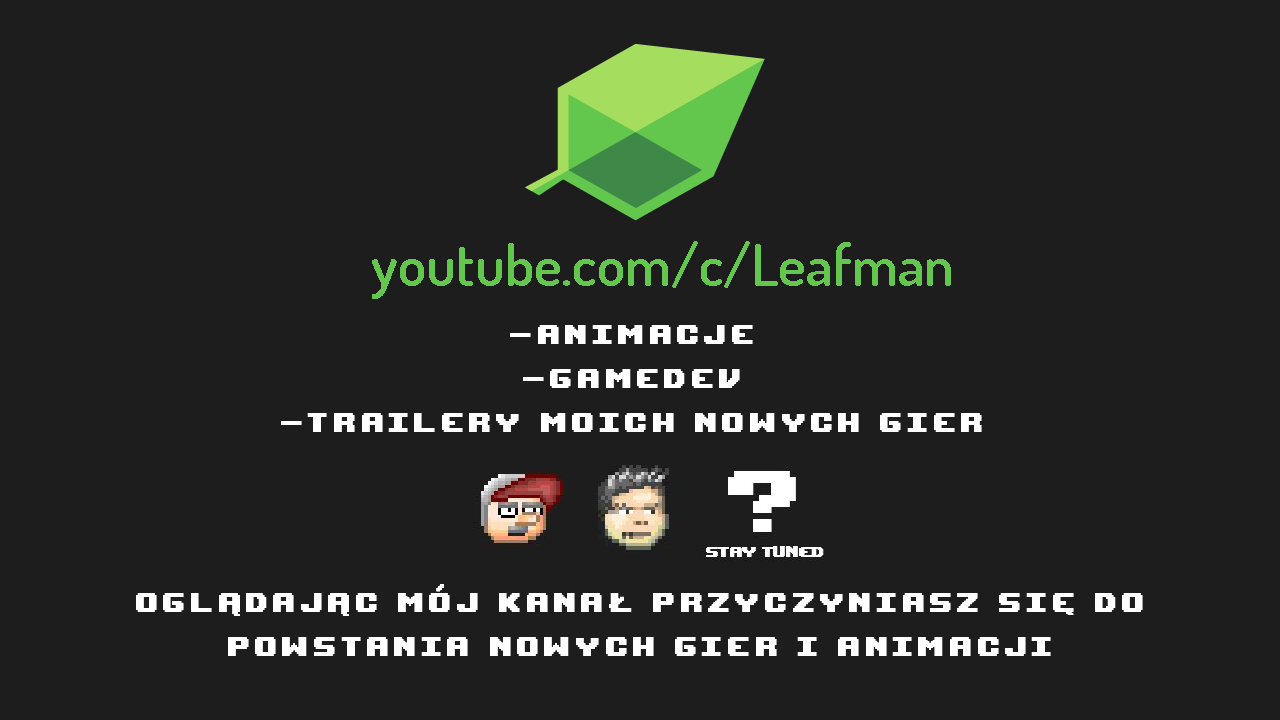 youtube.com/c/Leafman
-ANIMACJE
-GAMEDEV
-TRAILERY MOICH NOWYCH GIER
?
STAY TUNED
OGLĄDAJĄC MÓJ KANAŁ PRZYCZYNIASZ SIĘ DO
POWSTANIA NOWYCH GIER I ANIMACJI